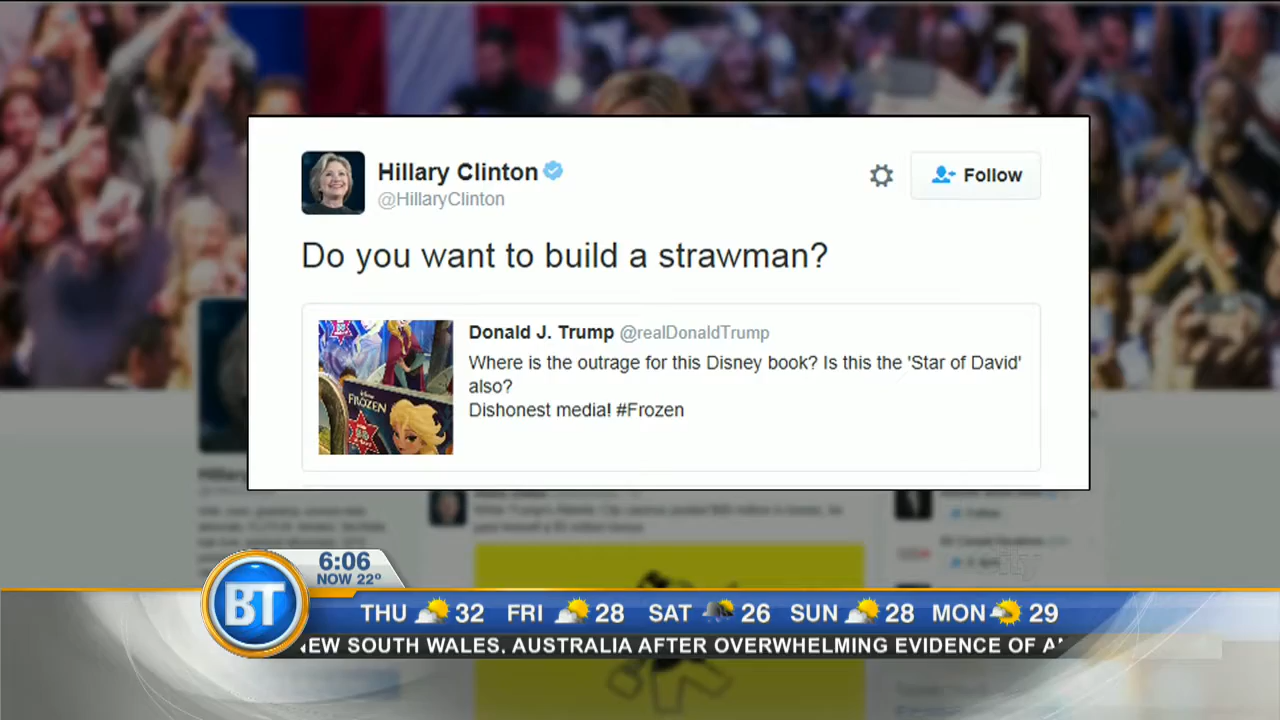 Hillary Clinton
@HillaryClinton
Follow
Do you want to build a strawman?
Donald J. Trump @realDonaldTrump
Where is the outrage for this Disney book? Is this the 'Star of David'
also?
Dishonest media! #Frozen
FROZEN
6:06
NOW 22º
BT
THU 32 FRI 28 SAT 26 SUN 28 MON 29
NEW SOUTH WALES, AUSTRALIA AFTER OVERWHELMING EVIDENCE OF